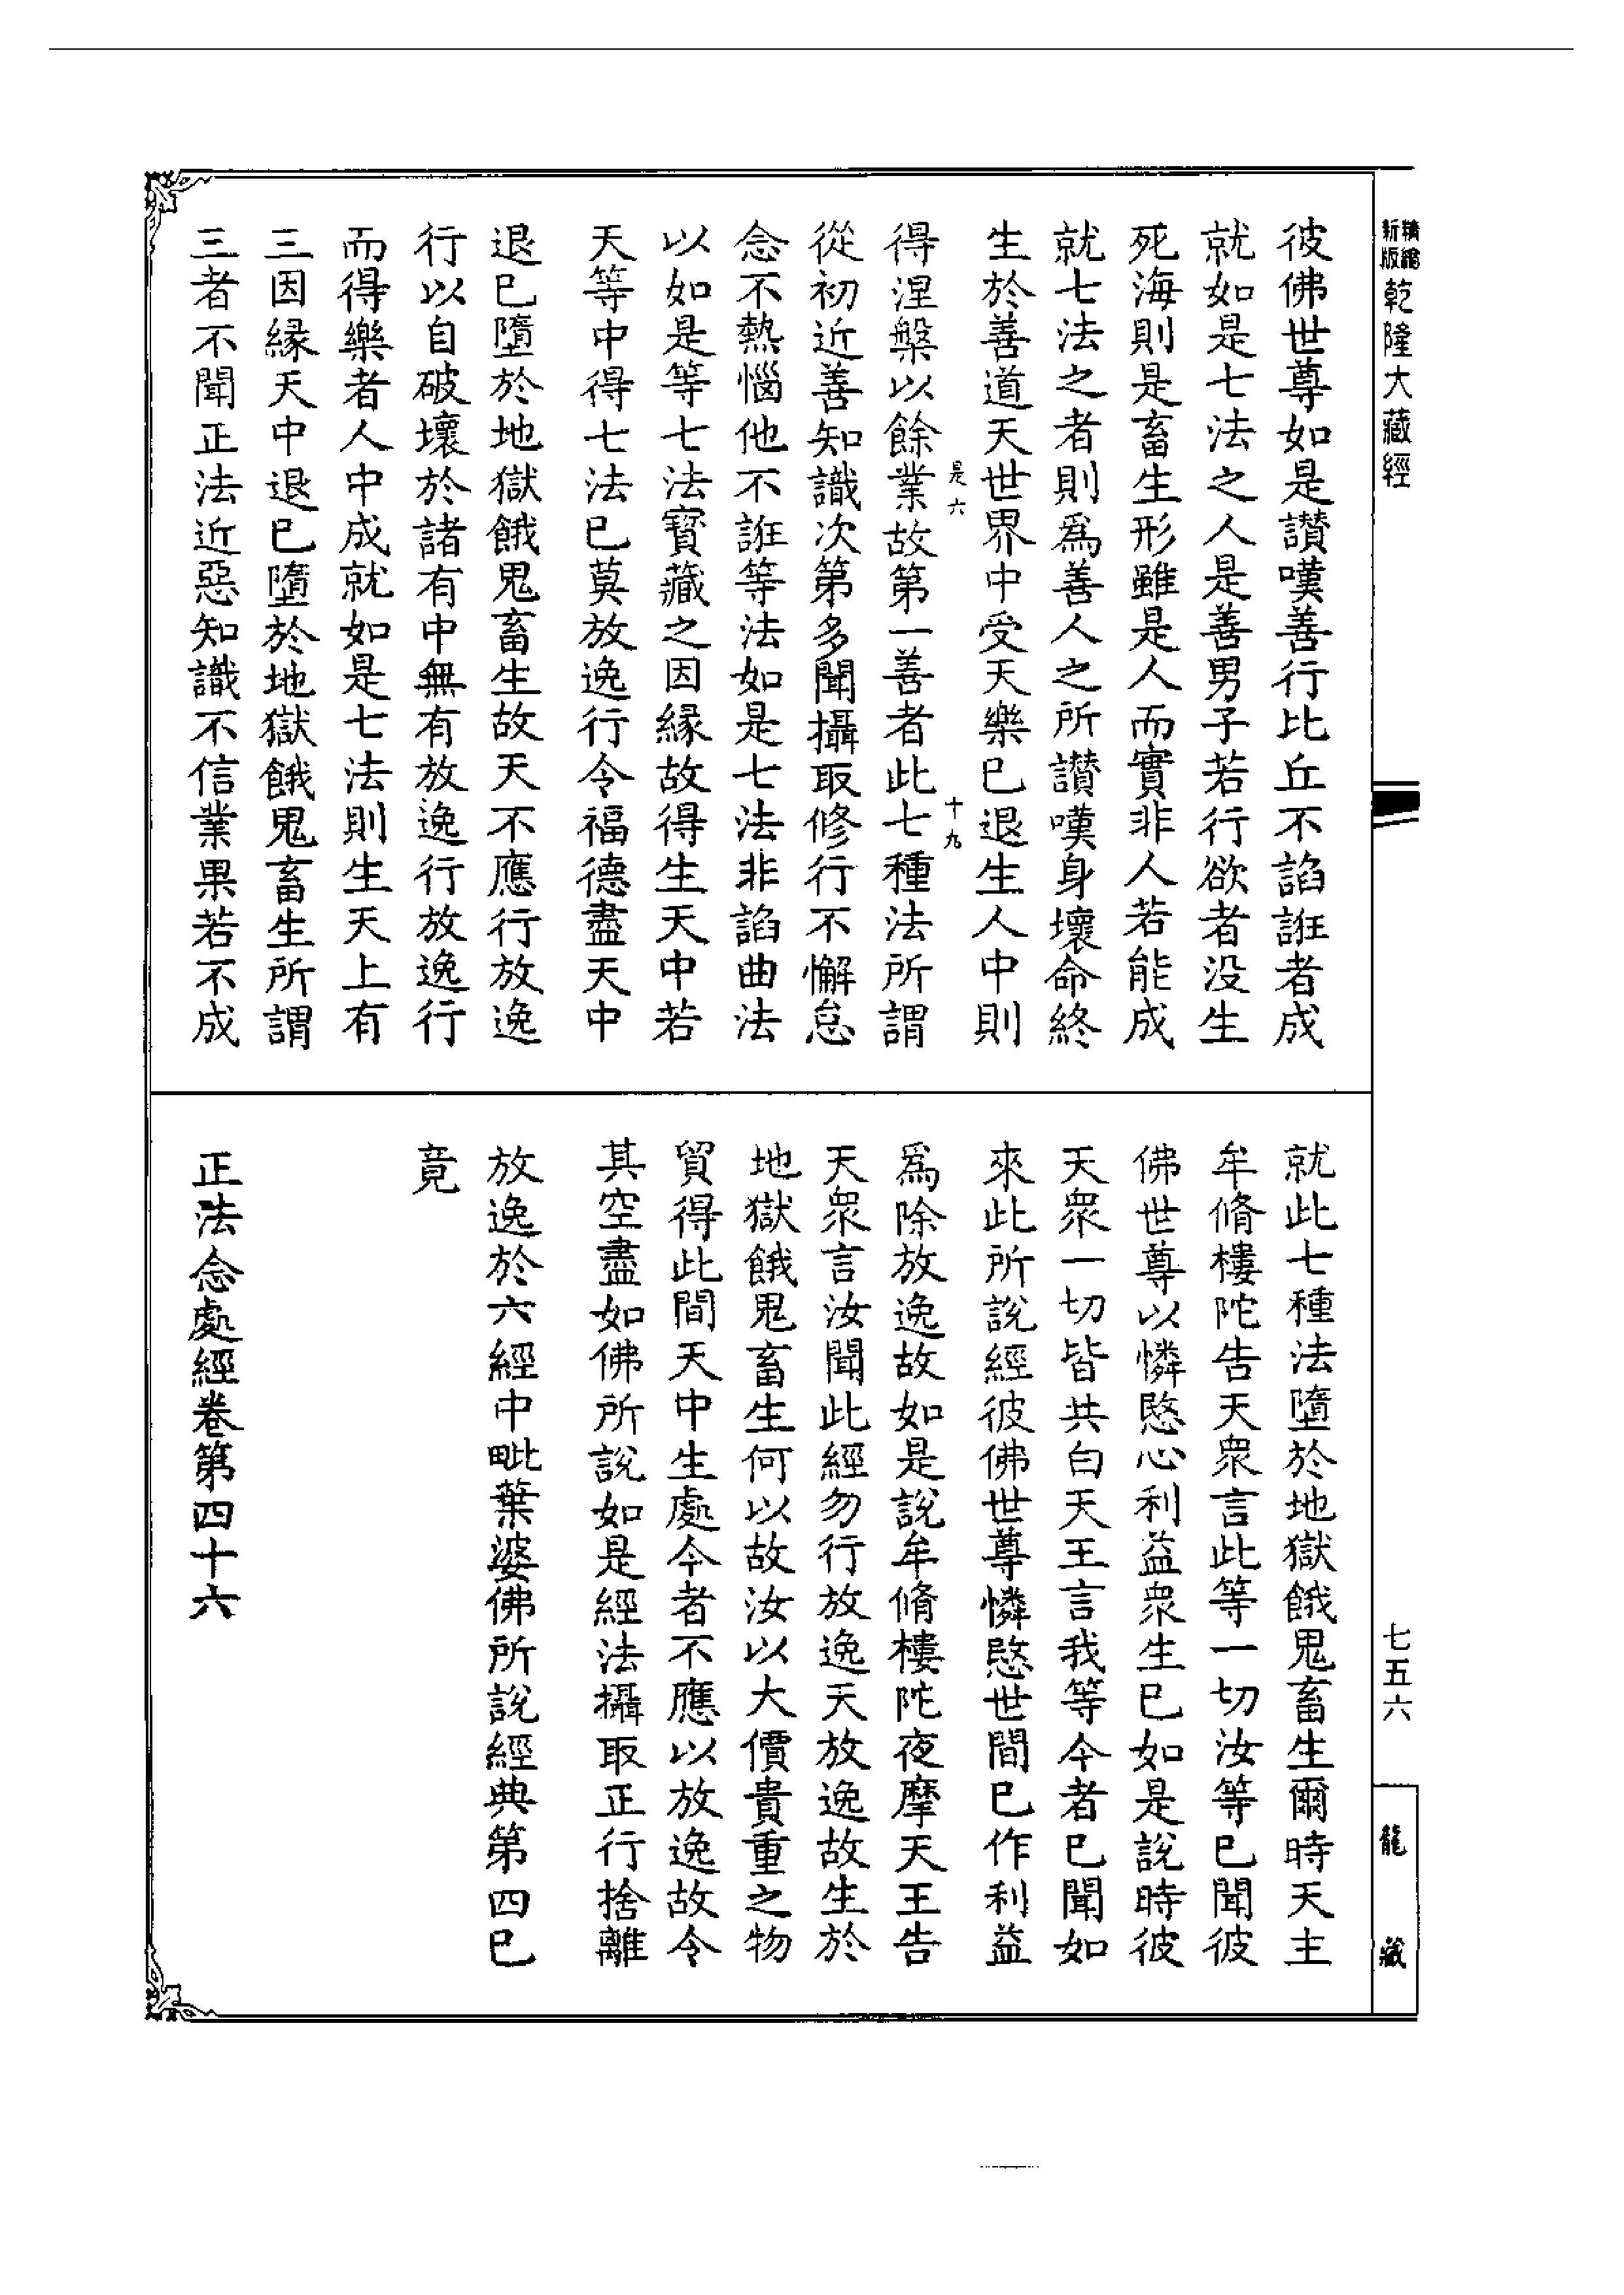 新版精縮乾隆大藏經
彼佛世尊如是讃嘆善行比丘不諂誑者成
就如是七法之人是善男子若行欲者没生
死海則是畜生形雖是人而實非人若能成
就七法之者則爲善人之所讃嘆身壞命終
生於善道天世界中受天樂已退生人中則
是六
十九
得涅槃以餘業故第一善者此七種法所謂
從初近善知識次第多聞攝取修行不懈怠
念不熱惱他不誑等法如是七法非諂曲法
以如是等七法寳藏之因緣故得生天中若
天等中得七法已莫放逸行令福德盡天中
退已墮於地獄餓鬼畜生故天不應行放逸
行以自破壞於諸有中無有放逸行放逸行
而得樂者人中成就如是七法則生天上有
三因緣天中退已墮於地獄餓鬼畜生所謂
三者不聞正法近惡知識不信業果若不成
就此七種法墮於地獄餓鬼畜生爾時天主
牟脩樓陀告天衆言此等一切汝等已聞彼
佛世尊以憐愍心利益衆生已如是說時彼
天衆一切皆共白天王言我等今者已聞如
來此所說經彼佛世尊憐愍世間已作利益
爲除放逸故如是說牟脩樓陀夜摩天王告
天衆言汝聞此經勿行放逸天放逸故生於
地獄餓鬼畜生何以故汝以大價貴重之物
貿得此間天中生處今者不應以放逸故令
其空盡如佛所說如是經法攝取正行捨離
放逸於六經中毗葉婆佛所說經典第四已
竟
正法念處經卷第四十六
七五六
龍藏